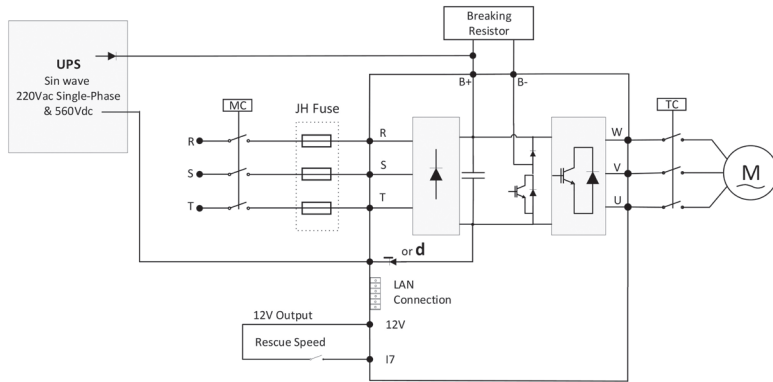 Breaking
Resistor
UPS
Sin wave
220Vac Single-Phase
& 560Vdc
B+
B-
MC
JH Fuse
TC
R
R
W
S
S
V
M
T
T
U
– or d
LAN
Connection
12V Output
12V
Rescue Speed
I7